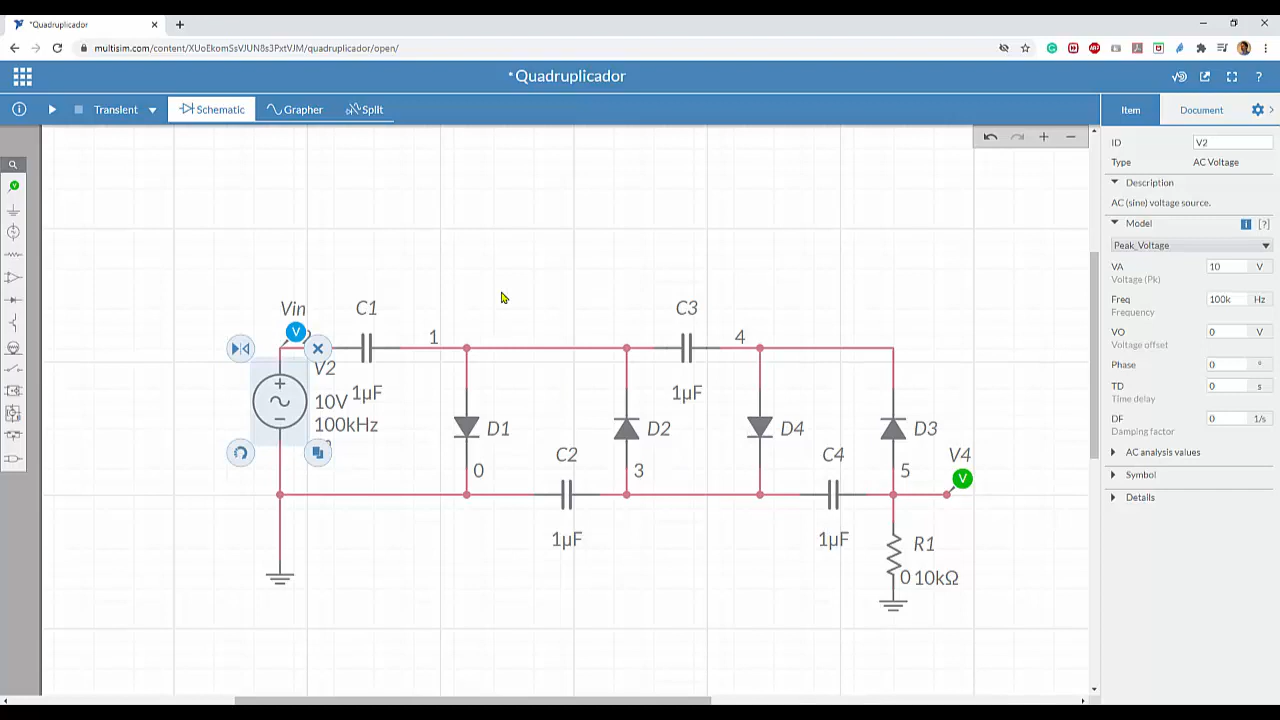 *Quadruplicador
multisim.com/content/XUoEkomSsVJUN8s3PxtVJM/quadruplicador/open/
*Quadruplicador
Transient
Schematic
Grapher
Split
Item
Document
ID
V2
Type
AC Voltage
Description
AC (sine) voltage source.
Model
[?]
Peak_Voltage
VA
10
V
Voltage (Pk)
Freq
100k
Hz
Frequency
VO
0
V
Voltage offset
Phase
0
°
TD
0
s
Time delay
DF
0
1/s
Damping factor
AC analysis values
Symbol
Details
Vin
C1
C3
V
1
4
V2
10V
1μF
1μF
100kHz
D1
D2
D4
D3
C2
C4
V4
0
3
5
V
1μF
1μF
R1
0
10kΩ